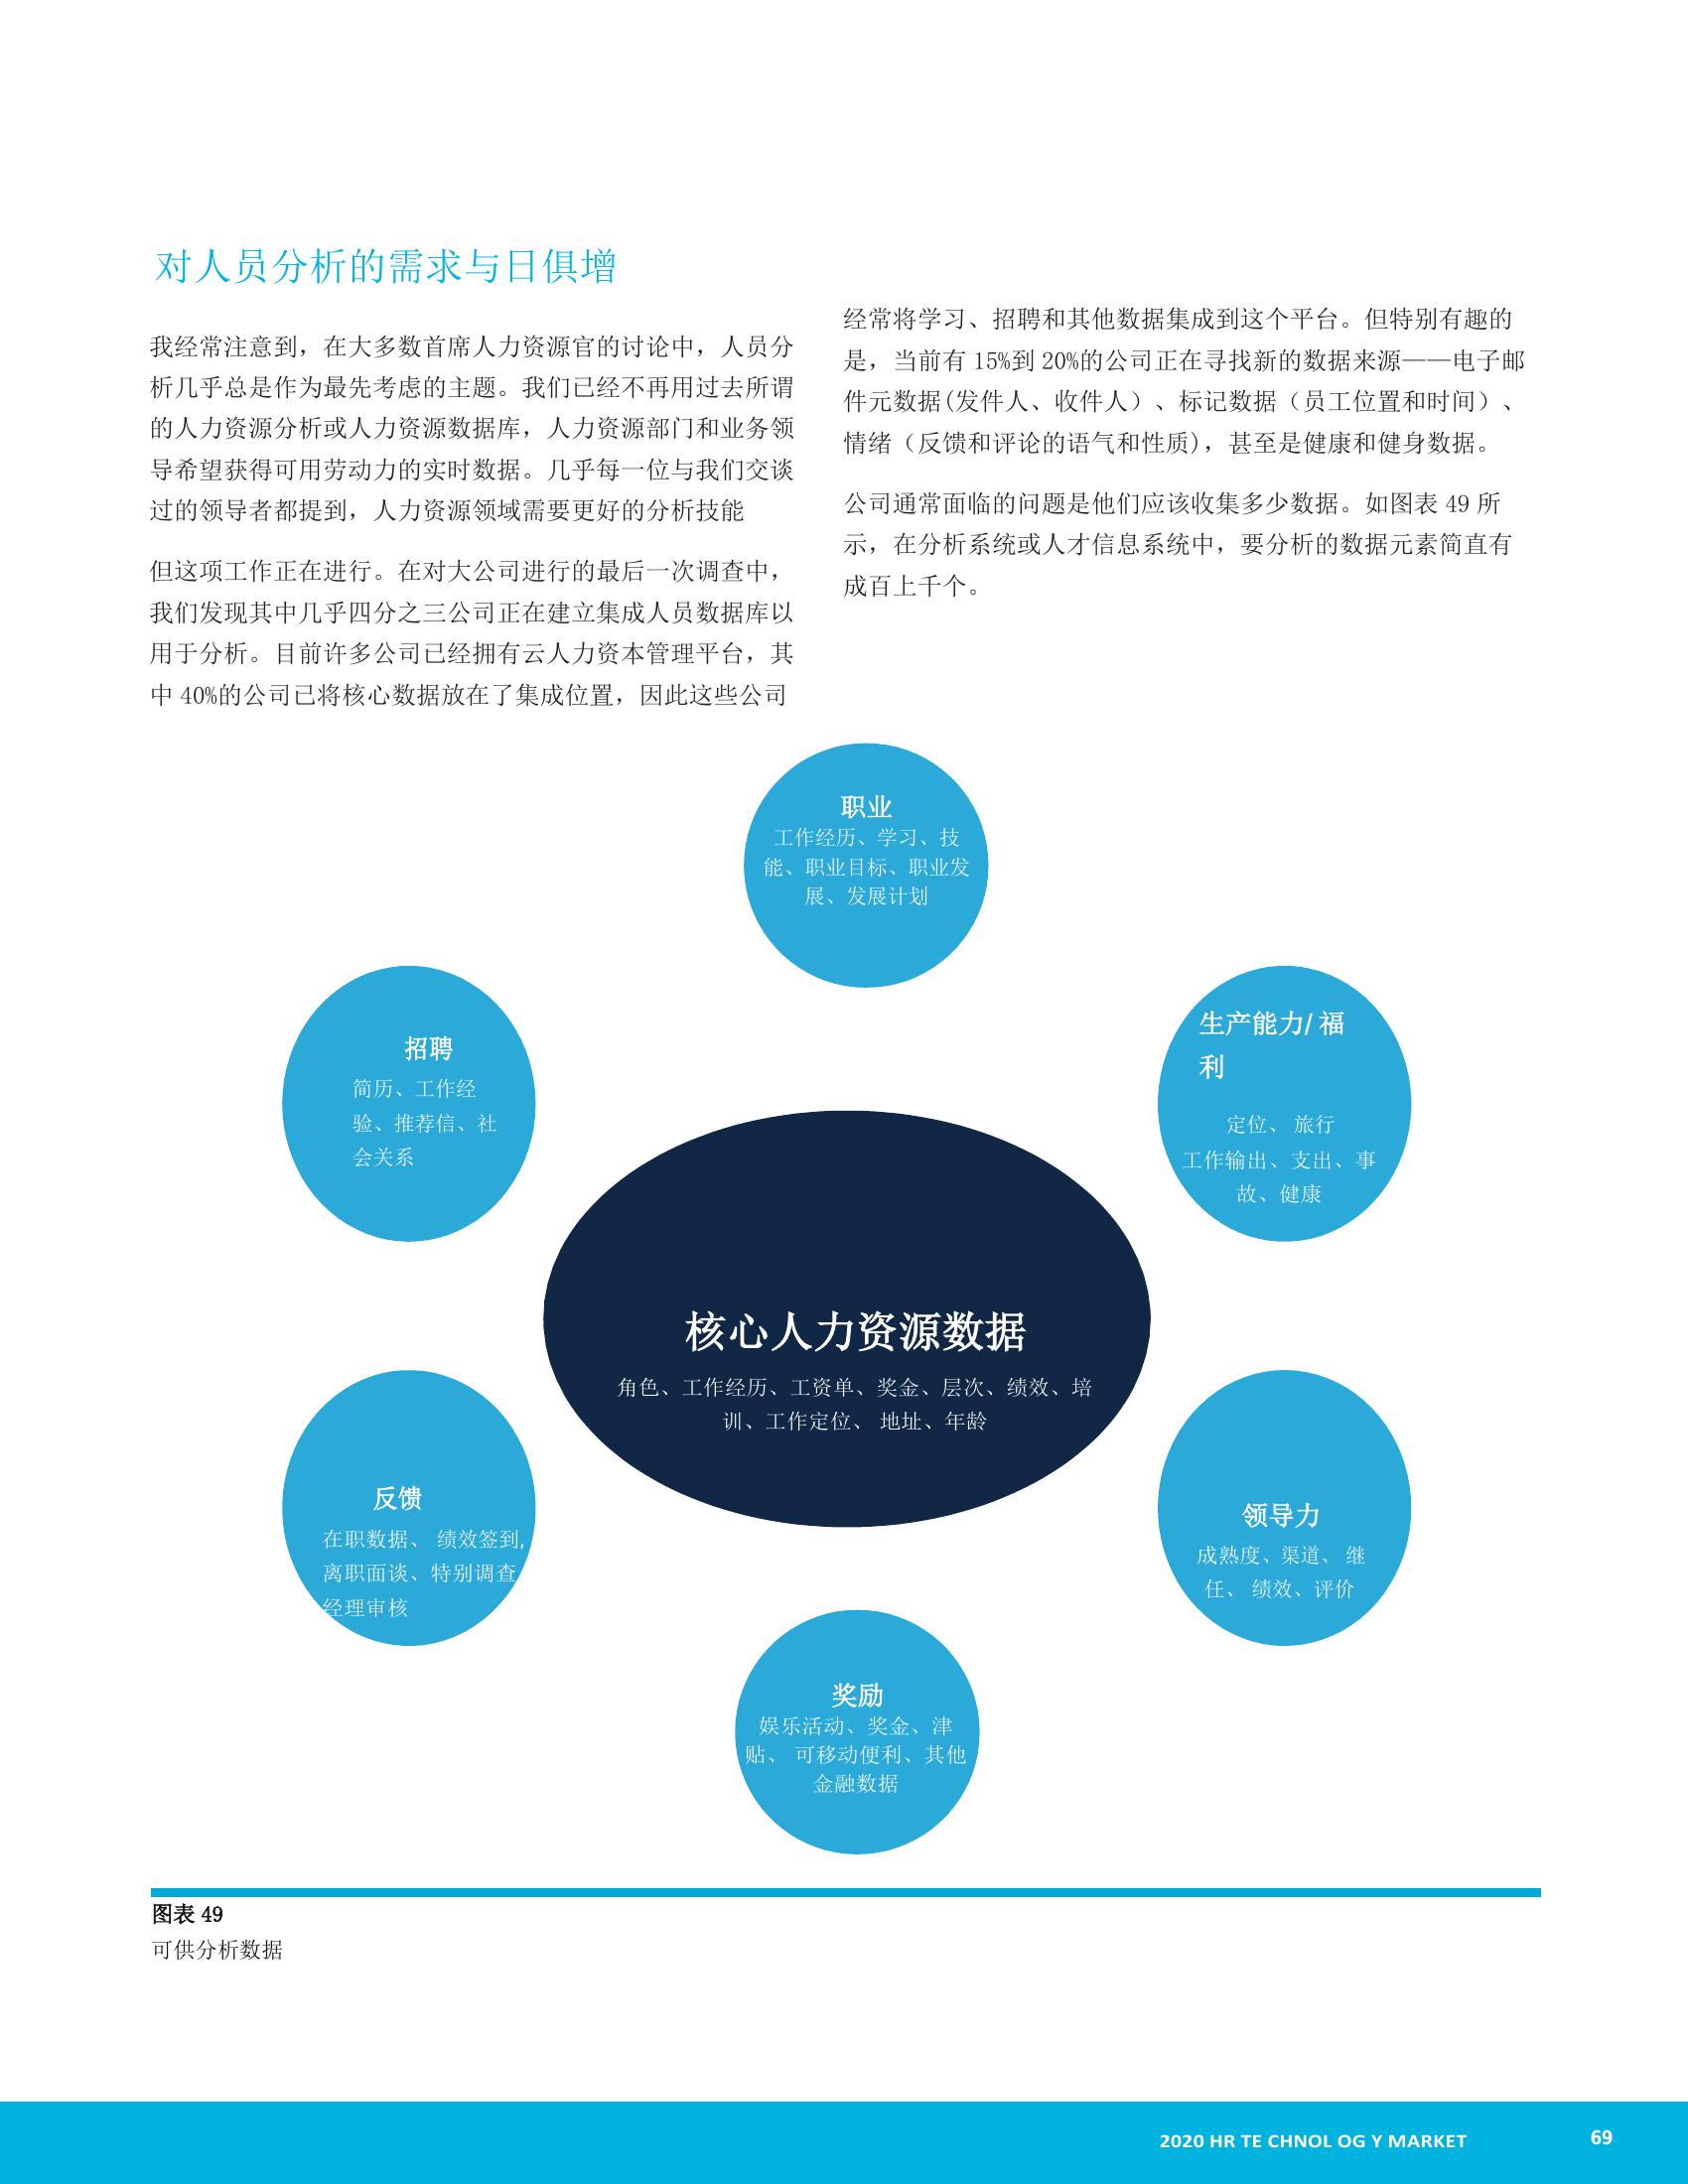 对人员分析的需求与日俱增
我经常注意到，在大多数首席人力资源官的讨论中，人员分
析几乎总是作为最先考虑的主题。我们已经不再用过去所谓
的人力资源分析或人力资源数据库，人力资源部门和业务领
导希望获得可用劳动力的实时数据。几乎每一位与我们交谈
过的领导者都提到，人力资源领域需要更好的分析技能
但这项工作正在进行。在对大公司进行的最后一次调查中，
我们发现其中几乎四分之三公司正在建立集成人员数据库以
用于分析。目前许多公司已经拥有云人力资本管理平台，其
中 40%的公司已将核心数据放在了集成位置，因此这些公司
经常将学习、招聘和其他数据集成到这个平台。但特别有趣的
是，当前有 15%到 20%的公司正在寻找新的数据来源——电子邮
件元数据(发件人、收件人）、标记数据（员工位置和时间）、
情绪（反馈和评论的语气和性质），甚至是健康和健身数据。
公司通常面临的问题是他们应该收集多少数据。如图表 49 所
示，在分析系统或人才信息系统中，要分析的数据元素简直有
成百上千个。
职业
工作经历、学习、技
能、职业目标、职业发
展、发展计划
招聘
简历、工作经
验、推荐信、社
会关系
生产能力/ 福
利
定位、 旅行
工作输出、支出、事
故、健康
核心人力资源数据
角色、工作经历、工资单、奖金、层次、绩效、培
训、工作定位、 地址、年龄
反馈
在职数据、 绩效签到,
离职面谈、特别调查,
经理审核
领导力
成熟度、渠道、 继
任、 绩效、评价
奖励
娱乐活动、奖金、津
贴、 可移动便利、其他
金融数据
图表 49
可供分析数据
2020 HR TE CHNOL OG Y MARKET
69